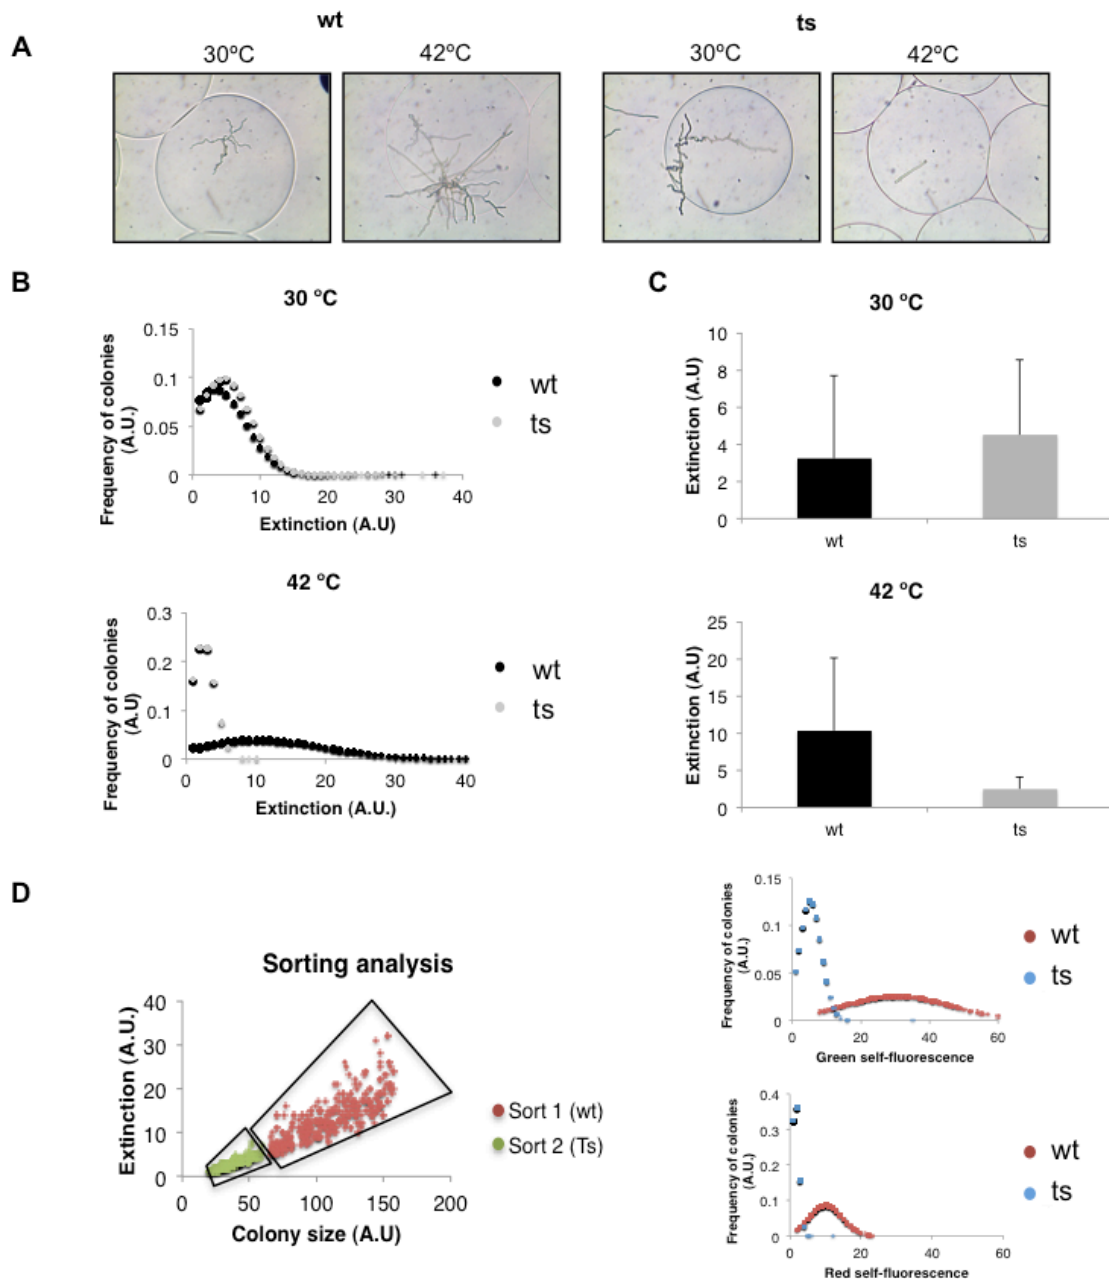 wt
ts
A
30ºC
42ºC
30ºC
42ºC
B
C
30 ºC
0.15
0.1
0.05
0
0
10
20
30
40
Frequency of colonies
(A.U.)
Extinction (A.U)
wt
ts
30 ºC
10
8
6
4
2
0
Extinction (A.U)
wt
ts
42 ºC
0.3
0.2
0.1
0
0
10
20
30
40
Frequency of colonies
(A.U)
Extinction (A.U.)
wt
ts
42 ºC
25
20
15
10
5
0
Extinction (A.U)
wt
ts
D
Sorting analysis
40
30
20
10
0
0
50
100
150
200
Extinction (A.U.)
Colony size (A.U)
Sort 1 (wt)
Sort 2 (Ts)
0.15
0.1
0.05
0
0
20
40
60
Frequency of colonies
(A.U.)
Green self-fluorescence
wt
ts
0.4
0.3
0.2
0.1
0
0
20
40
60
Frequency of colonies
(A.U.)
Red self-fluorescence
wt
ts